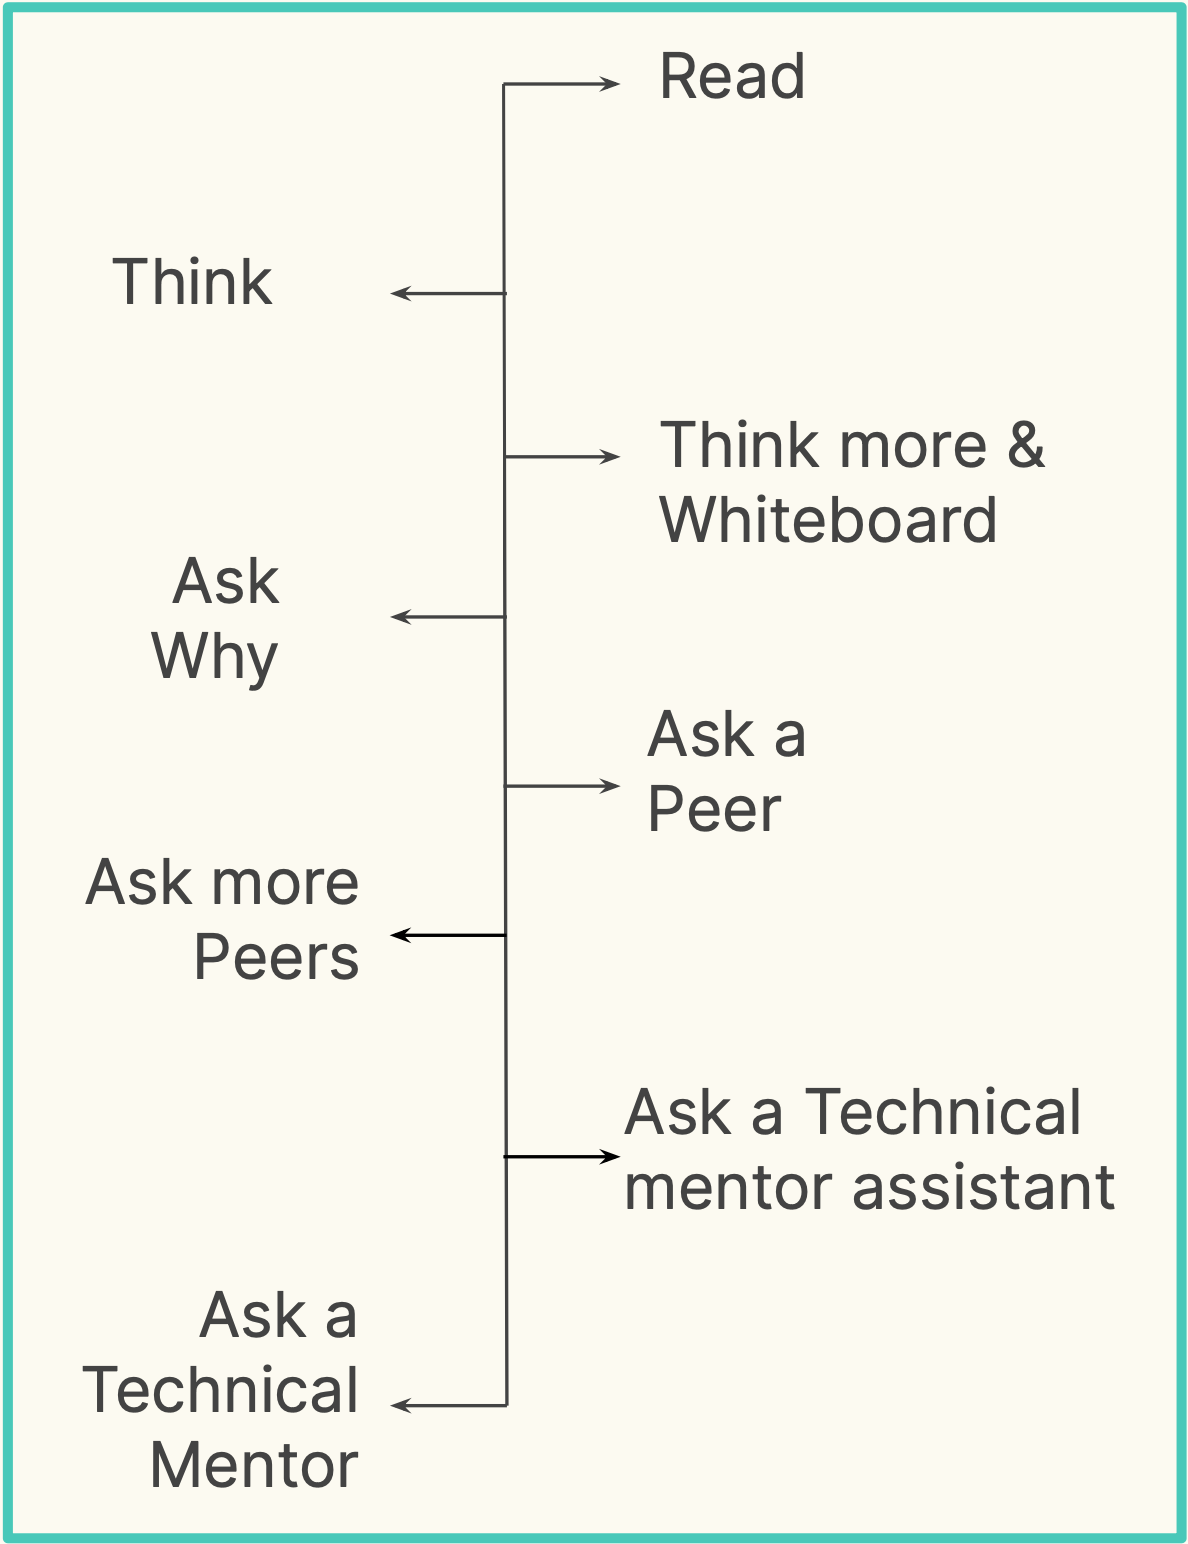 Read
Think
Think more &
Whiteboard
Ask
Why
Ask a
Peer
Ask more
Peers
Ask a Technical
mentor assistant
Ask a
Technical
Mentor